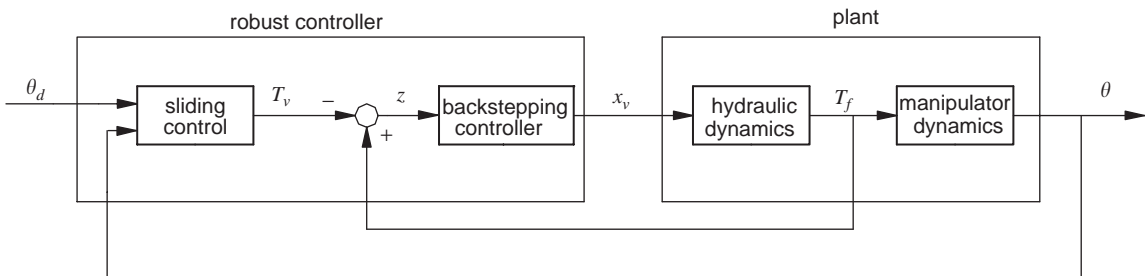 robust controller
plant
θd
sliding
control
Tv
−
+
z
backstepping
controller
xv
hydraulic
dynamics
Tf
manipulator
dynamics
θ